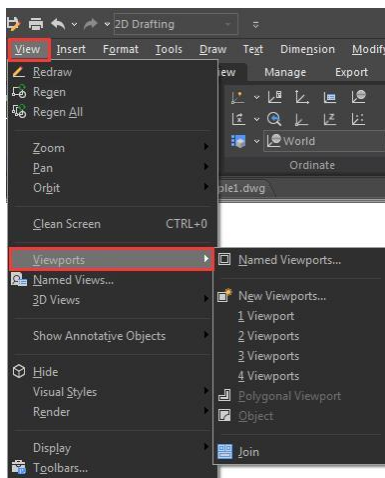 2D Drafting
View Insert Format Tools Draw Text Dimension Modify
Redraw
Regen
Regen All
Zoom
Pan
Orbit
Clean Screen CTRL+0
Viewports
Named Views...
3D Views
Show Annotative Objects
Hide
Visual Styles
Render
Display
Toolbars...
iew Manage Export
World
Ordinate
ple1.dwg
Named Viewports...
New Viewports...
1 Viewport
2 Viewports
3 Viewports
4 Viewports
Polygonal Viewport
Object
Join